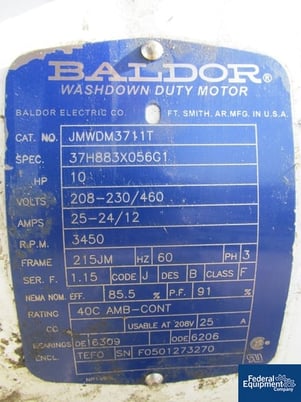 BALDOR®
WASHDOWN DUTY MOTOR
BALDOR ELECTRIC CO. FT. SMITH, AR. MFG. IN U.S.A.
CAT. NO. JMWDM3711T
SPEC. 37H883X056G1
HP 10
VOLTS 208-230/460
AMPS 25-24/12
R.P.M. 3450
FRAME 215JM HZ 60 PH 3
SER. F. 1.15 CODE J DES B CLASS F
NEMA NOM. EFF. 85.5 % P.F. 91 %
RATING 40C AMB-CONT
CC USABLE AT 208V 25 A
BEARINGS DE 6309 ODE 6206
ENCL TEFC SN F0501273270
Federal
Equipment
Company